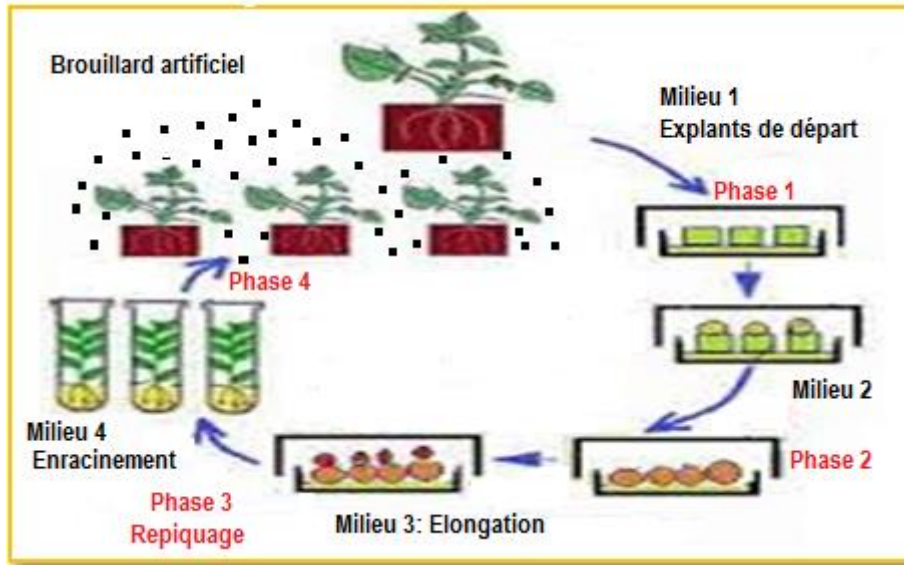 Brouillard artificiel
Milieu 1
Explants de départ
Phase 1
Phase 4
Milieu 2
Milieu 4
Enracinement
Phase 2
Phase 3
Repiquage
Milieu 3: Elongation